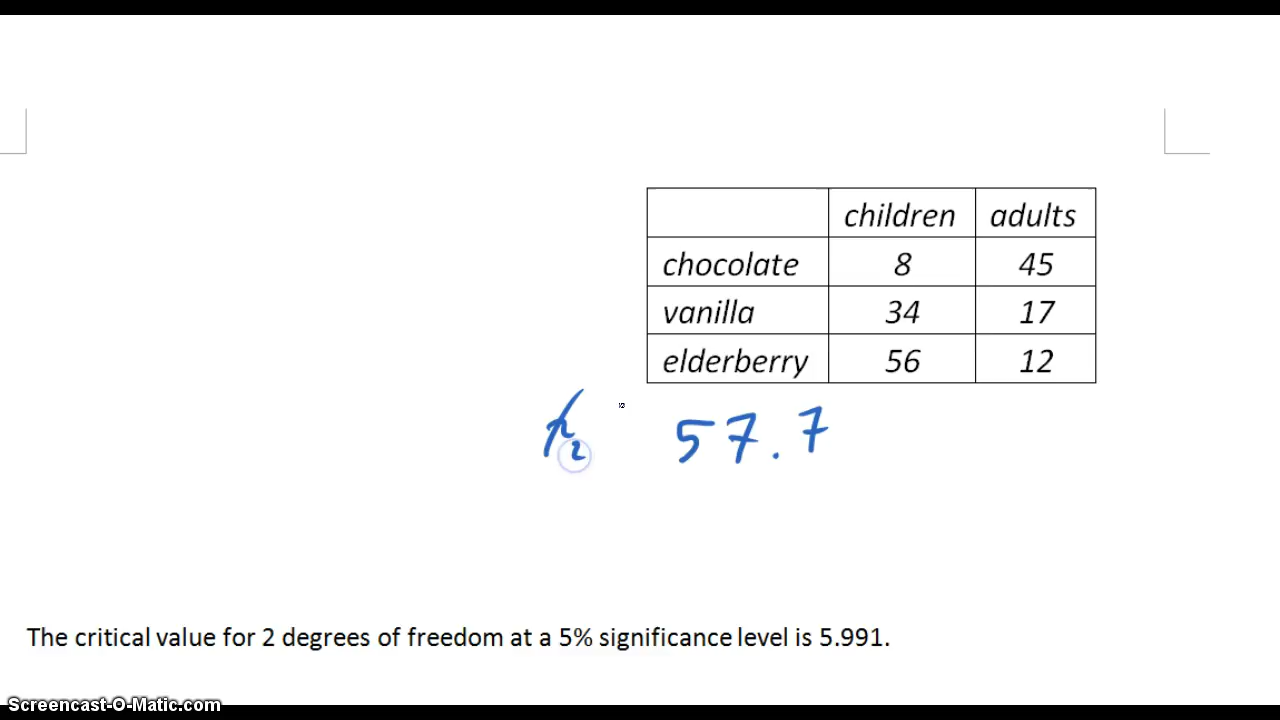 children adults
chocolate 8 45
vanilla 34 17
elderberry 56 12
57.7
The critical value for 2 degrees of freedom at a 5% significance level is 5.991.
Screencast-O-Matic.com